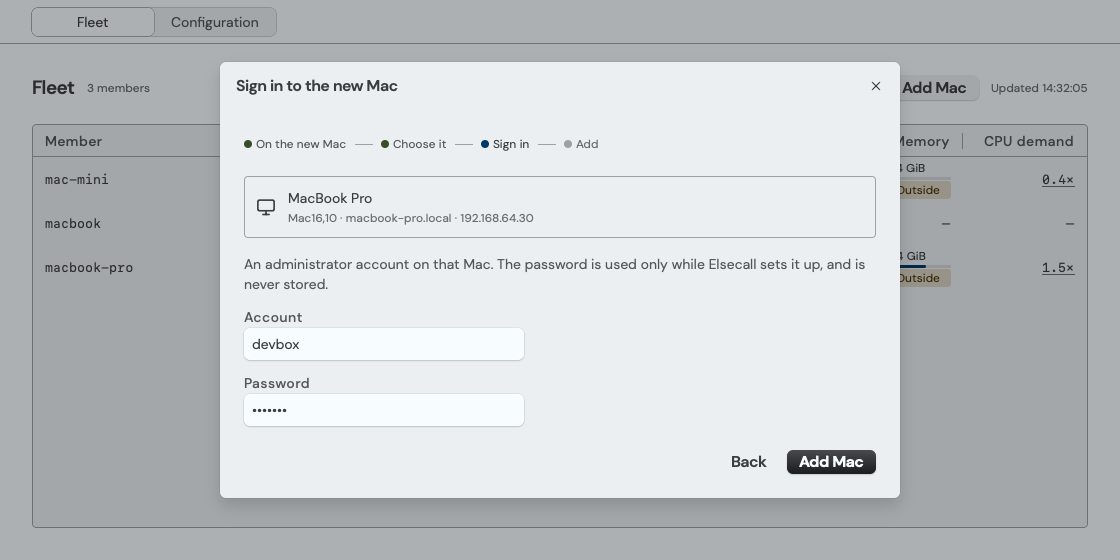 Fleet Configuration
Fleet 3 members
Add Mac Updated 14:32:05
Member Memory CPU demand
mac-mini 4 GiB Outside 0.4×
macbook – –
macbook-pro 4 GiB Outside 1.5×
Sign in to the new Mac
On the new Mac Choose it Sign in Add
MacBook Pro
Mac16,10 · macbook-pro.local · 192.168.64.30
An administrator account on that Mac. The password is used only while Elsecall sets it up, and is
never stored.
Account
devbox
Password
•••••••
Back Add Mac